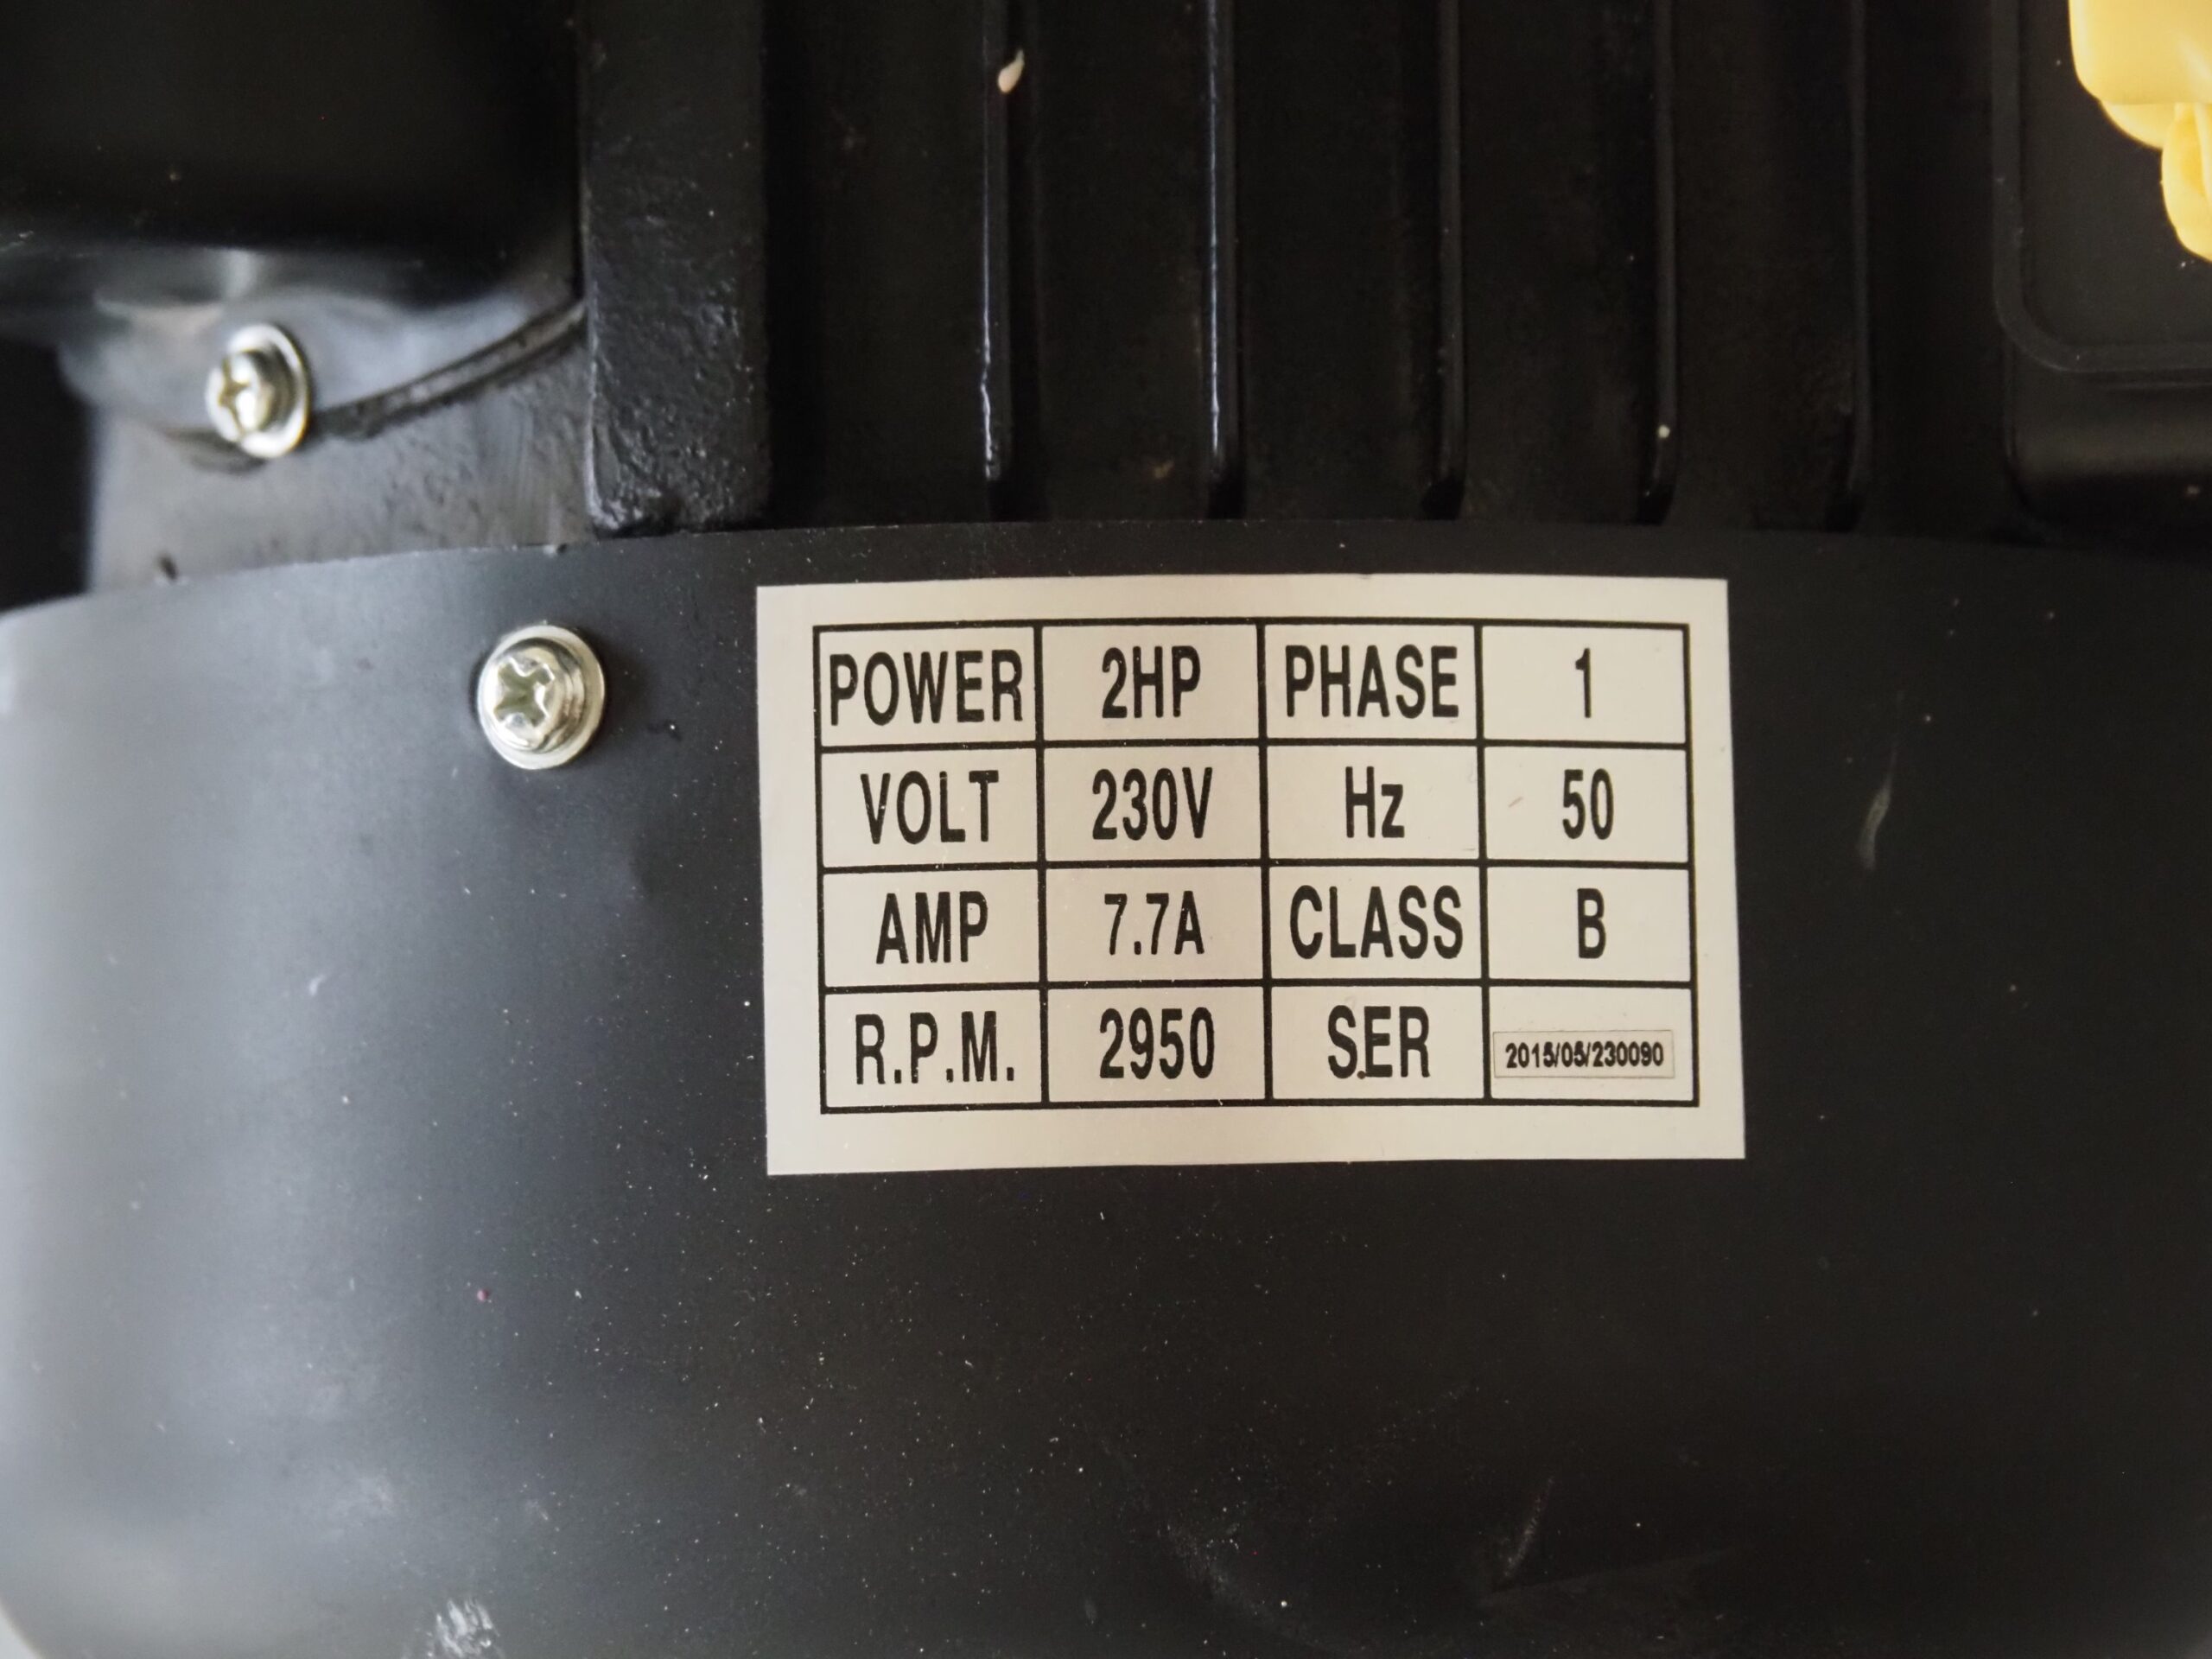 POWER 2HP PHASE 1
VOLT 230V Hz 50
AMP 7.7A CLASS B
R.P.M. 2950 SER 2015/05/230090